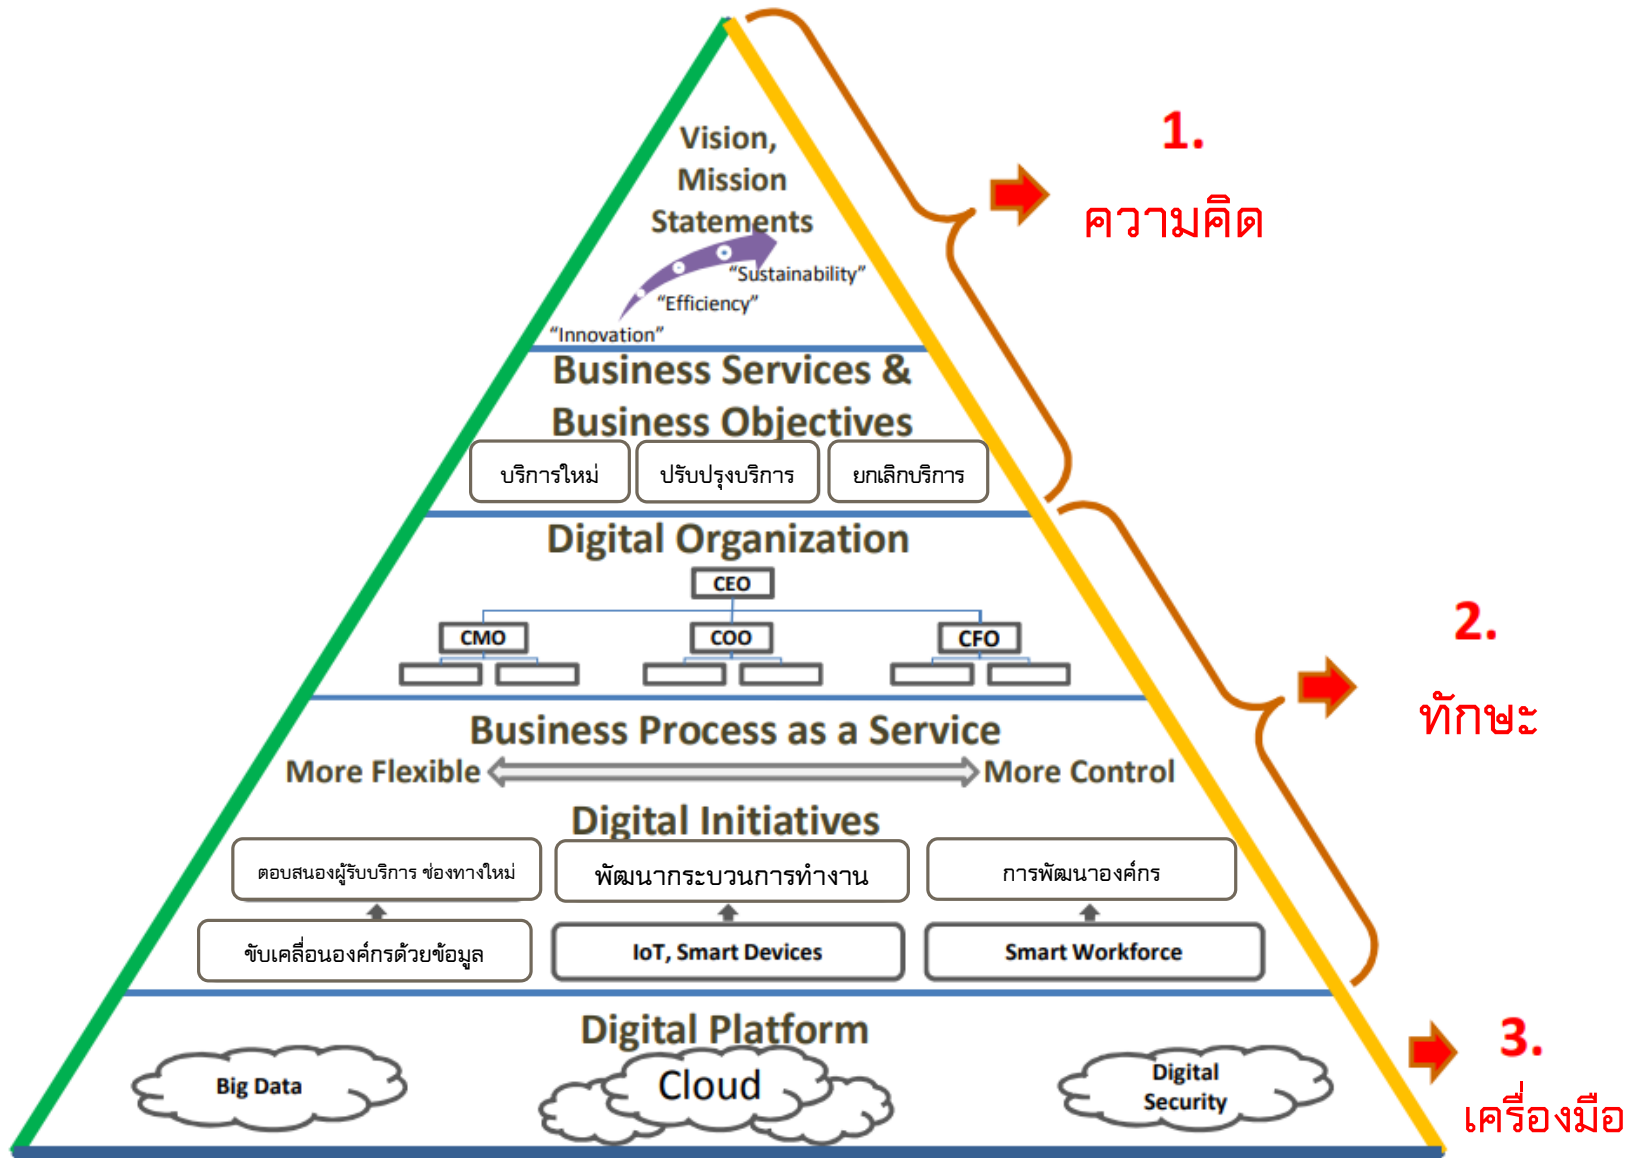 Vision,
Mission
Statements
“Sustainability”
“Efficiency”
“Innovation”
1.
ความคิด
Business Services &
Business Objectives
บริการใหม่
ปรับปรุงบริการ
ยกเลิกบริการ
Digital Organization
CEO
CMO
COO
CFO
2.
ทักษะ
Business Process as a Service
More Flexible
More Control
Digital Initiatives
ตอบสนองผู้รับบริการ ช่องทางใหม่
พัฒนากระบวนการทำงาน
การพัฒนาองค์กร
ขับเคลื่อนองค์กรด้วยข้อมูล
IoT, Smart Devices
Smart Workforce
Digital Platform
Big Data
Cloud
Digital
Security
3.
เครื่องมือ